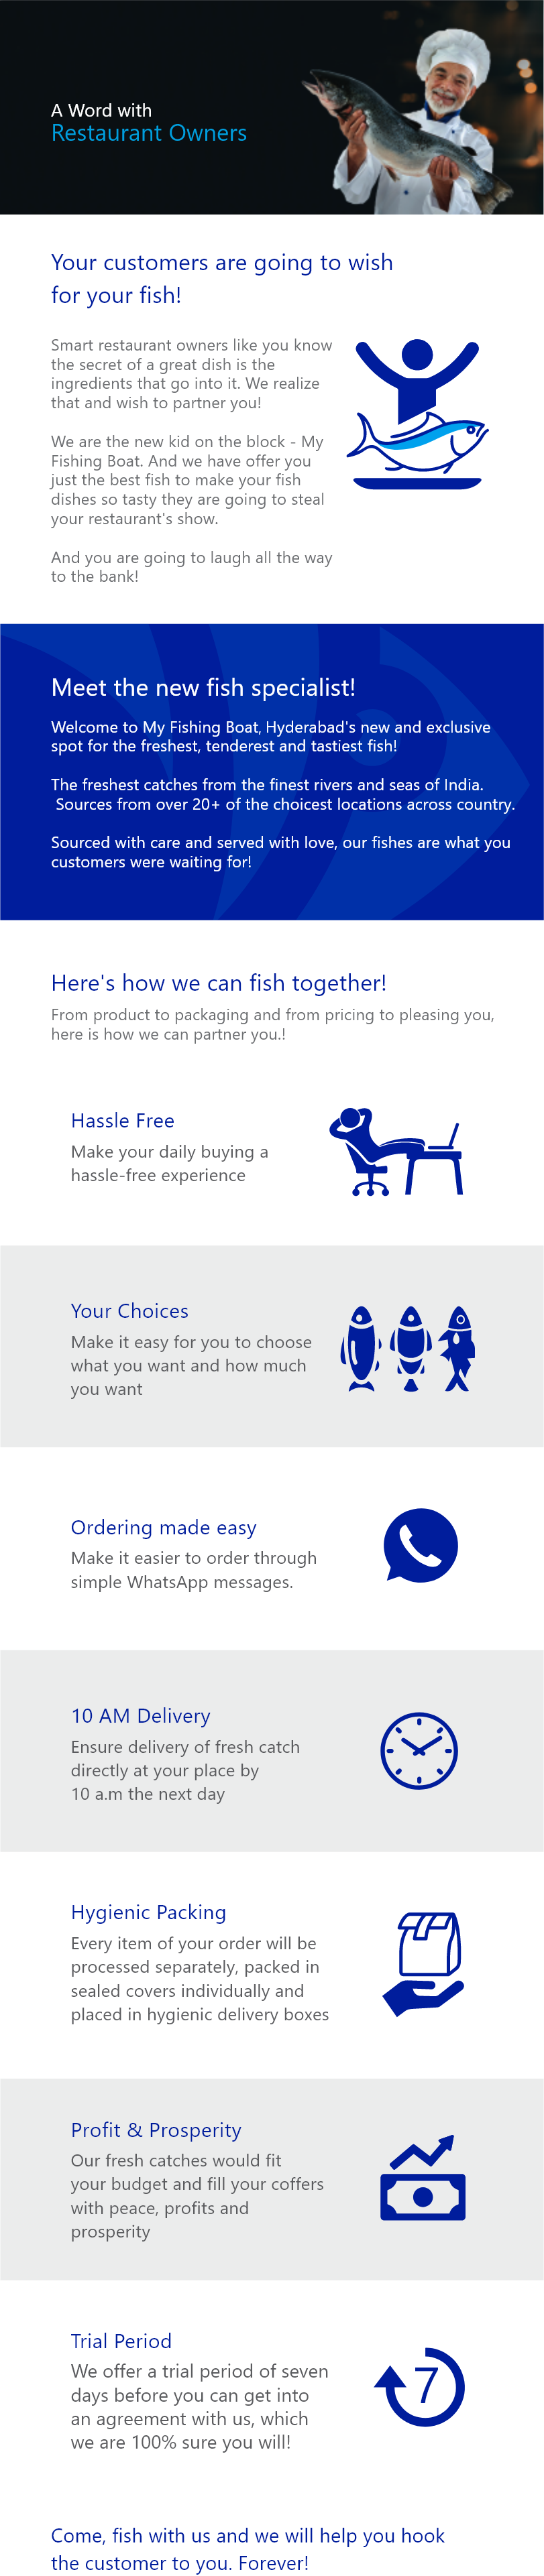 A Word with
Restaurant Owners
Your customers are going to wish
for your fish!
Smart restaurant owners like you know
the secret of a great dish is the
ingredients that go into it. We realize
that and wish to partner you!
We are the new kid on the block - My
Fishing Boat. And we have offer you
just the best fish to make your fish
dishes so tasty they are going to steal
your restaurant's show.
And you are going to laugh all the way
to the bank!
Meet the new fish specialist!
Welcome to My Fishing Boat, Hyderabad's new and exclusive
spot for the freshest, tenderest and tastiest fish!
The freshest catches from the finest rivers and seas of India.
Sources from over 20+ of the choicest locations across country.
Sourced with care and served with love, our fishes are what you
customers were waiting for!
Here's how we can fish together!
From product to packaging and from pricing to pleasing you,
here is how we can partner you.!
Hassle Free
Make your daily buying a
hassle-free experience
Your Choices
Make it easy for you to choose
what you want and how much
you want
Ordering made easy
Make it easier to order through
simple WhatsApp messages.
10 AM Delivery
Ensure delivery of fresh catch
directly at your place by
10 a.m the next day
Hygienic Packing
Every item of your order will be
processed separately, packed in
sealed covers individually and
placed in hygienic delivery boxes
Profit & Prosperity
Our fresh catches would fit
your budget and fill your coffers
with peace, profits and
prosperity
Trial Period
We offer a trial period of seven
days before you can get into
an agreement with us, which
we are 100% sure you will!
7
Come, fish with us and we will help you hook
the customer to you. Forever!